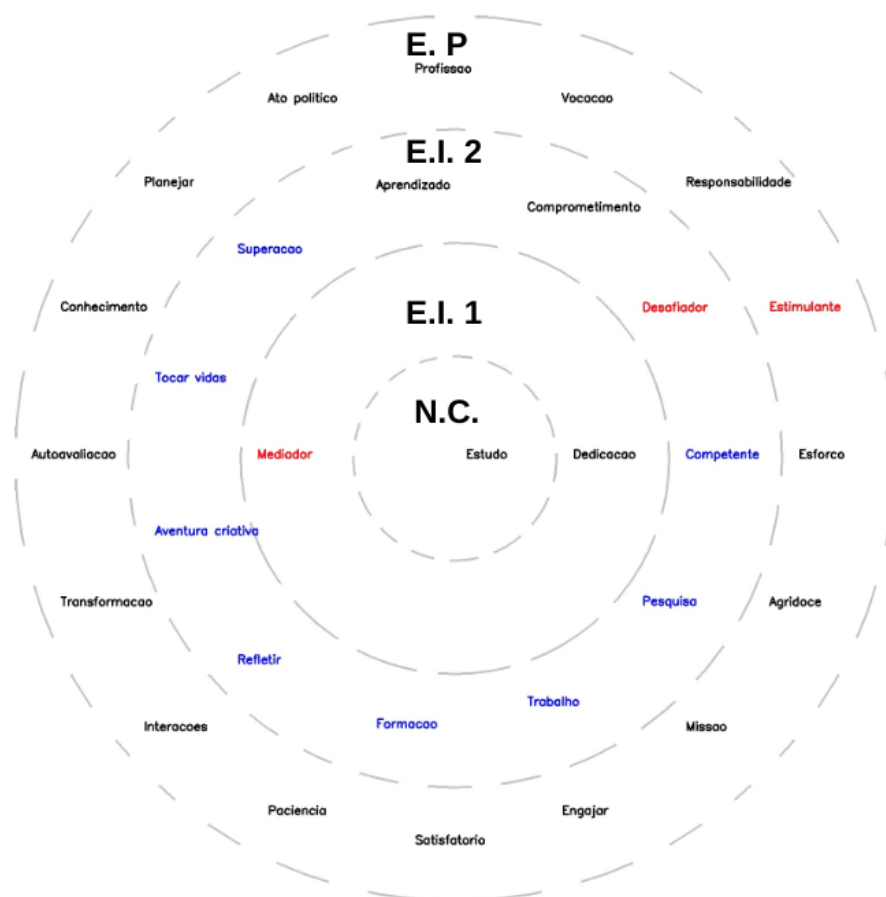 E. P
Profissao
Ato politico
Vocacao
E.I. 2
Planejar
Aprendizado
Responsabilidade
Comprometimento
Superacao
Conhecimento
E.I. 1
Desafiador
Estimulante
Tocar vidas
N.C.
Autoavaliacao
Mediador
Estudo
Dedicacao
Competente
Esforco
Aventura criativa
Transformacao
Pesquisa
Agridoce
Refletir
Interacoes
Formacao
Trabalho
Missao
Paciencia
Engajar
Satisfatorio